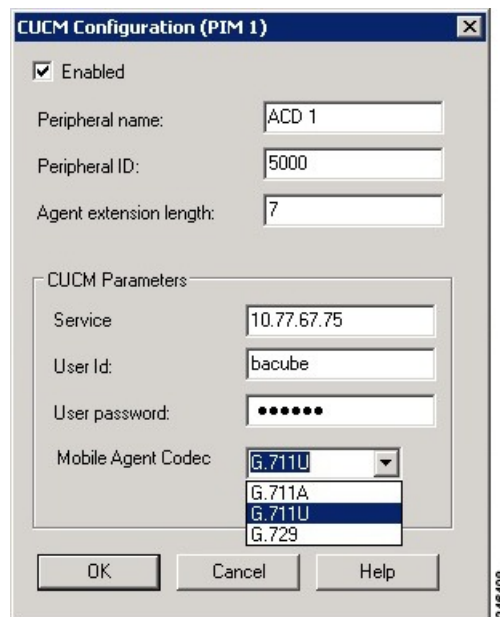 CUCM Configuration (PIM 1)
Enabled
Peripheral name: ACD 1
Peripheral ID: 5000
Agent extension length: 7
CUCM Parameters
Service 10.77.67.75
User Id: bacube
User password: ●●●●●●
Mobile Agent Codec G.711U
G.711A
G.711U
G.729
OK Cancel Help